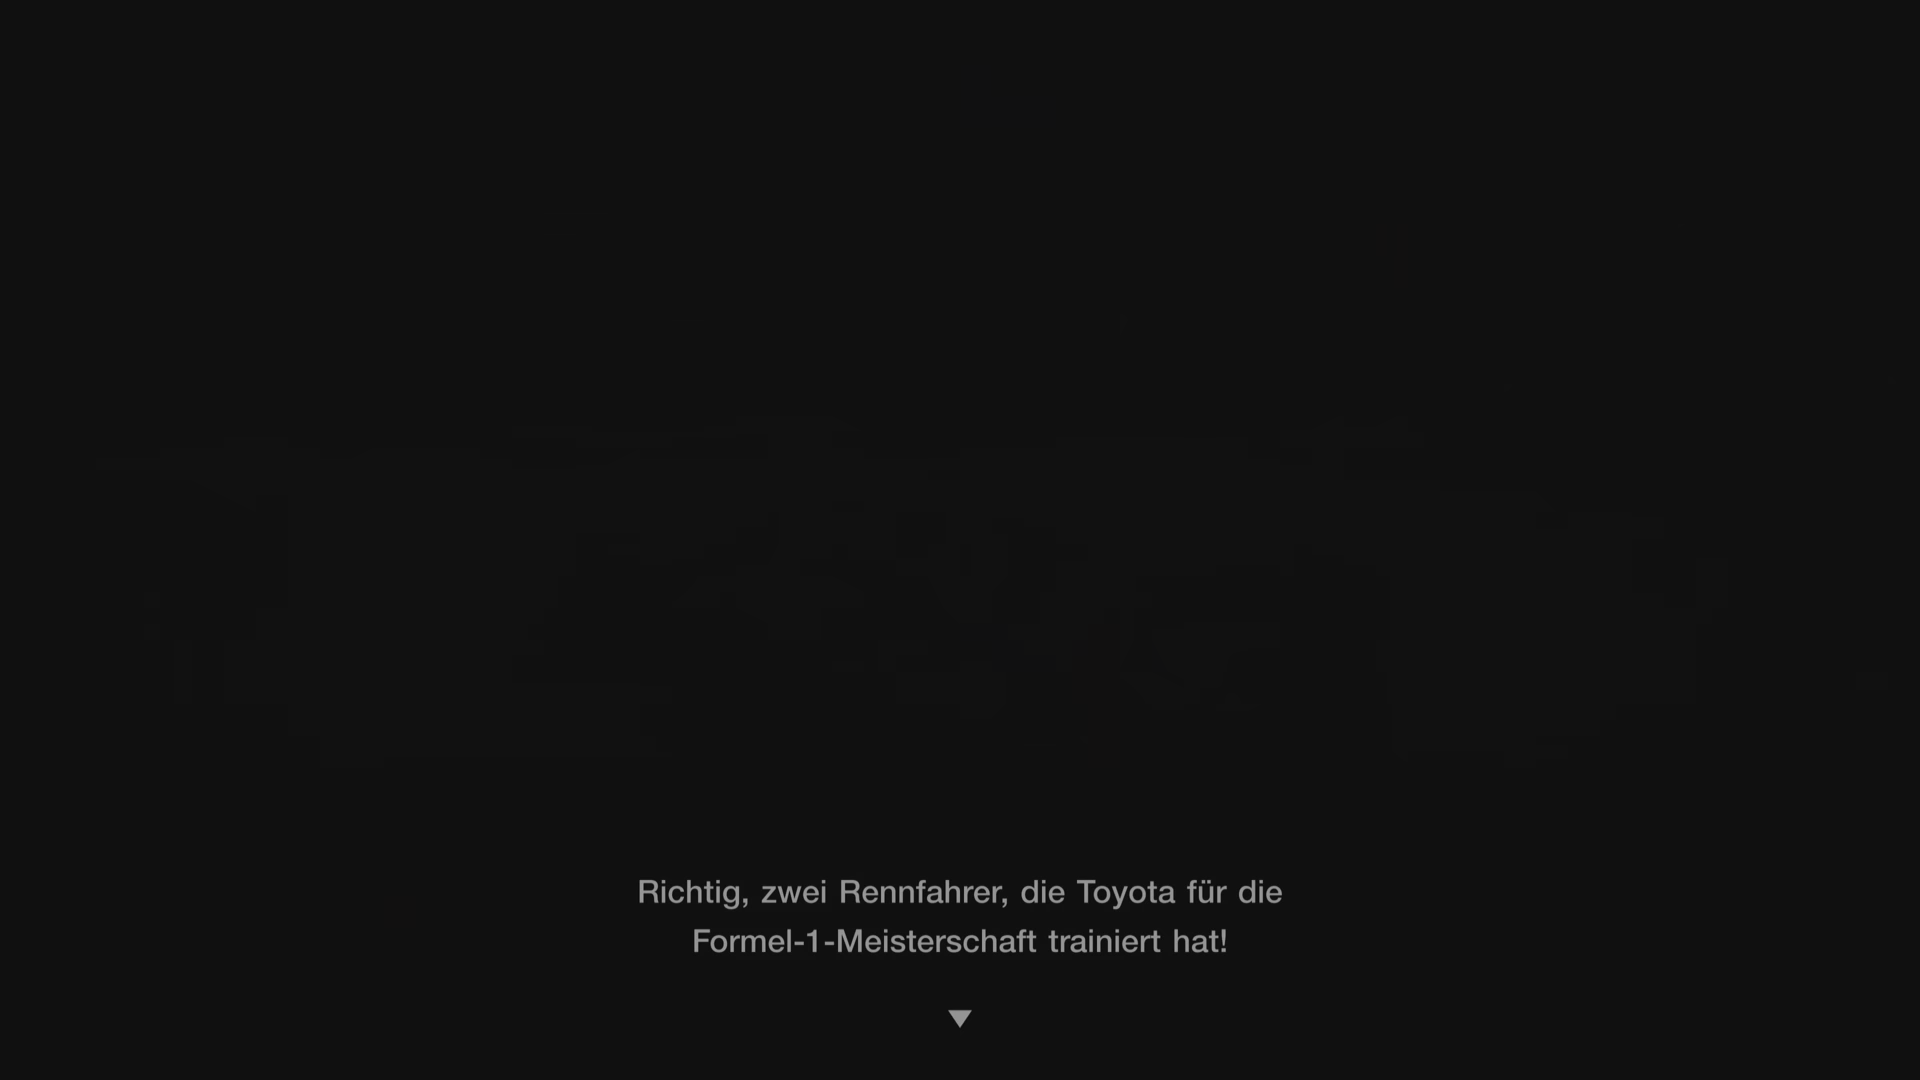 Richtig, zwei Rennfahrer, die Toyota für die
Formel-1-Meisterschaft trainiert hat!